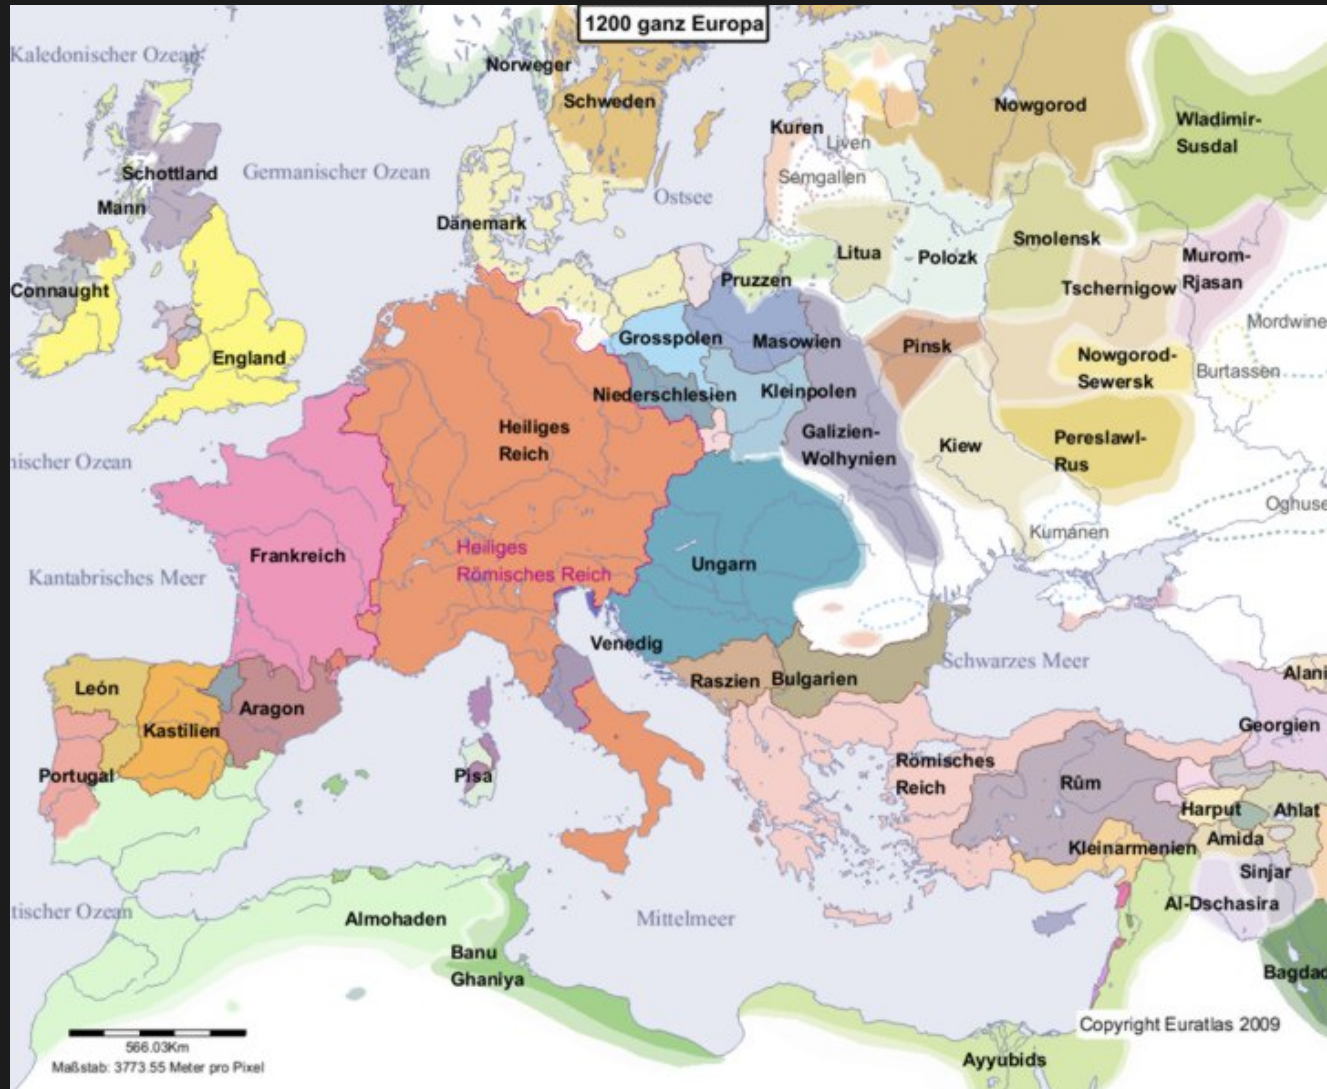 1200 ganz Europa
Kaledonischer Ozean
Norweger
Schweden
Nowgorod
Wladimir-
Susdal
Kuren
Liven
Semgallen
Schottland
Germanischer Ozean
Ostsee
Mann
Dänemark
Litua
Polozk
Smolensk
Murom-
Rjasan
Connaught
Pruzzen
Tschernigow
Mordwine
England
Grosspolen
Masowien
Pinsk
Nowgorod-
Sewersk
Burtassen
Niederschlesien
Kleinpolen
Heiliges
Reich
Galizien-
Wolhynien
Kiew
Pereslawl-
Rus
nischer Ozean
Oghuse
Kumanen
Frankreich
Heiliges
Römisches Reich
Ungarn
Kantabrisches Meer
Venedig
Schwarzes Meer
León
Raszien
Bulgarien
Alani
Aragon
Kastilien
Georgien
Portugal
Pisa
Römisches
Reich
Rûm
Harput
Ahlat
Kleinarmenien
Amida
Sinjar
Al-Dschasira
tischer Ozean
Almohaden
Mittelmeer
Banu
Ghaniya
Bagdad
566.03Km
Maßstab: 3773.55 Meter pro Pixel
Copyright Euratlas 2009
Ayyubids